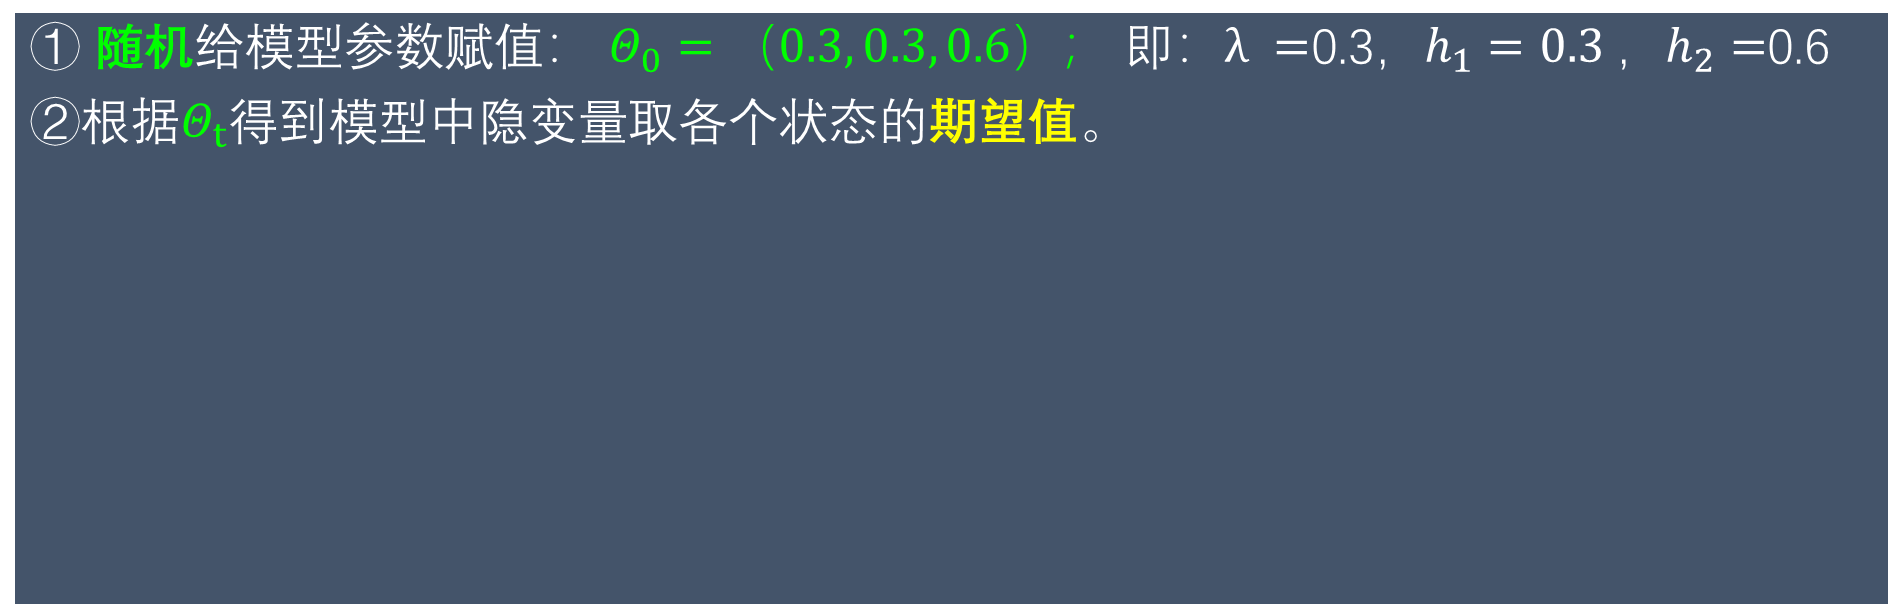 ① 随机给模型参数赋值： Θ₀ = （0.3,0.3,0.6）； 即：λ =0.3，h₁ = 0.3，h₂ =0.6
②根据Θₜ得到模型中隐变量取各个状态的期望值。